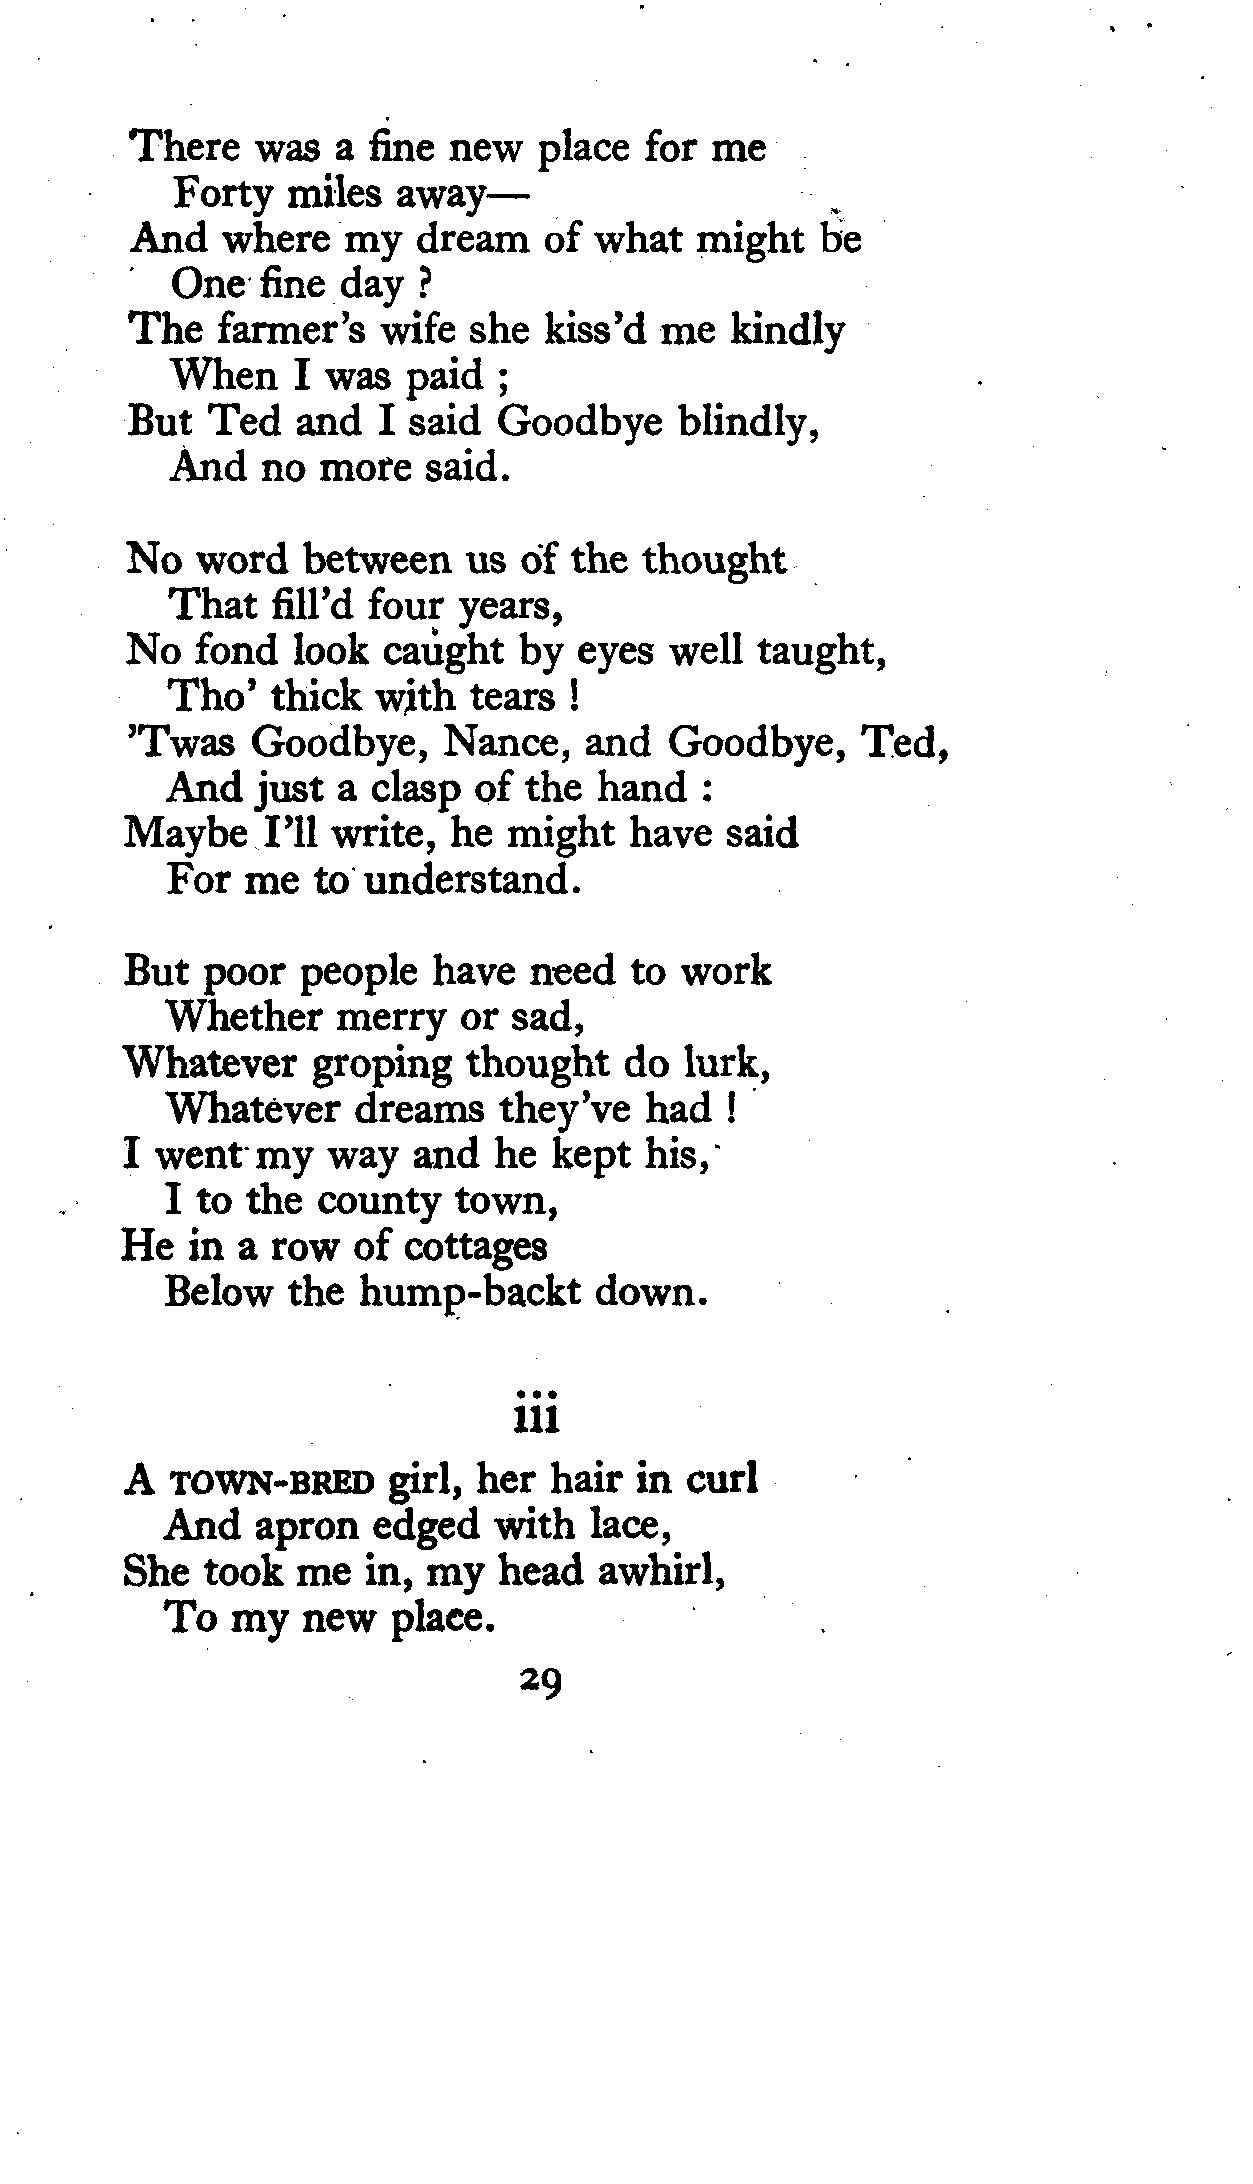 There was a fine new place for me
Forty miles away—
And where my dream of what might be
One fine day ?
The farmer's wife she kiss'd me kindly
When I was paid ;
But Ted and I said Goodbye blindly,
And no more said.
No word between us of the thought
That fill'd four years,
No fond look caught by eyes well taught,
Tho' thick with tears !
'Twas Goodbye, Nance, and Goodbye, Ted,
And just a clasp of the hand :
Maybe I'll write, he might have said
For me to understand.
But poor people have need to work
Whether merry or sad,
Whatever groping thought do lurk,
Whatever dreams they've had !
I went my way and he kept his,
I to the county town,
He in a row of cottages
Below the hump-backt down.
iii
A TOWN-BRED girl, her hair in curl
And apron edged with lace,
She took me in, my head awhirl,
To my new place.
29